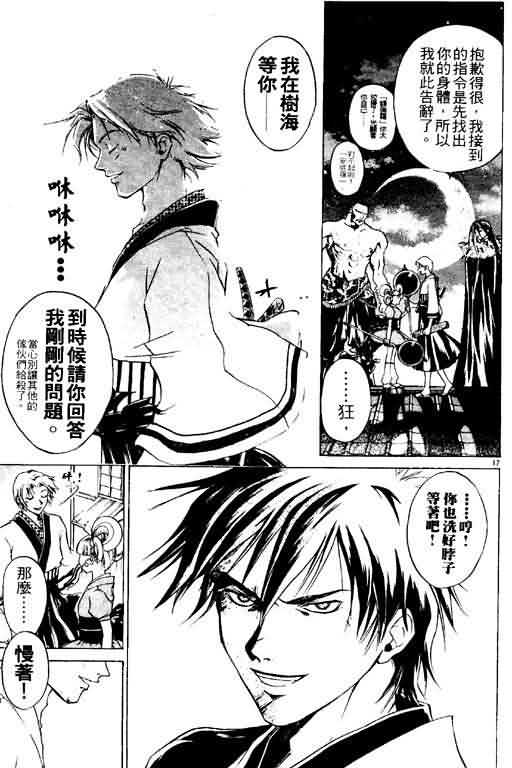 抱歉得很，我接到
的指令是先找出
你的身體，所以
我就此告辭了。
你太
……狂，
我在樹海
等你——
咻咻咻…
到時候請你回答
我剛剛的問題。
當心別讓其他的
傢伙們給殺了。
17
……哼！
你也洗好脖子
等著吧！
咩…！
那麼……
慢著！